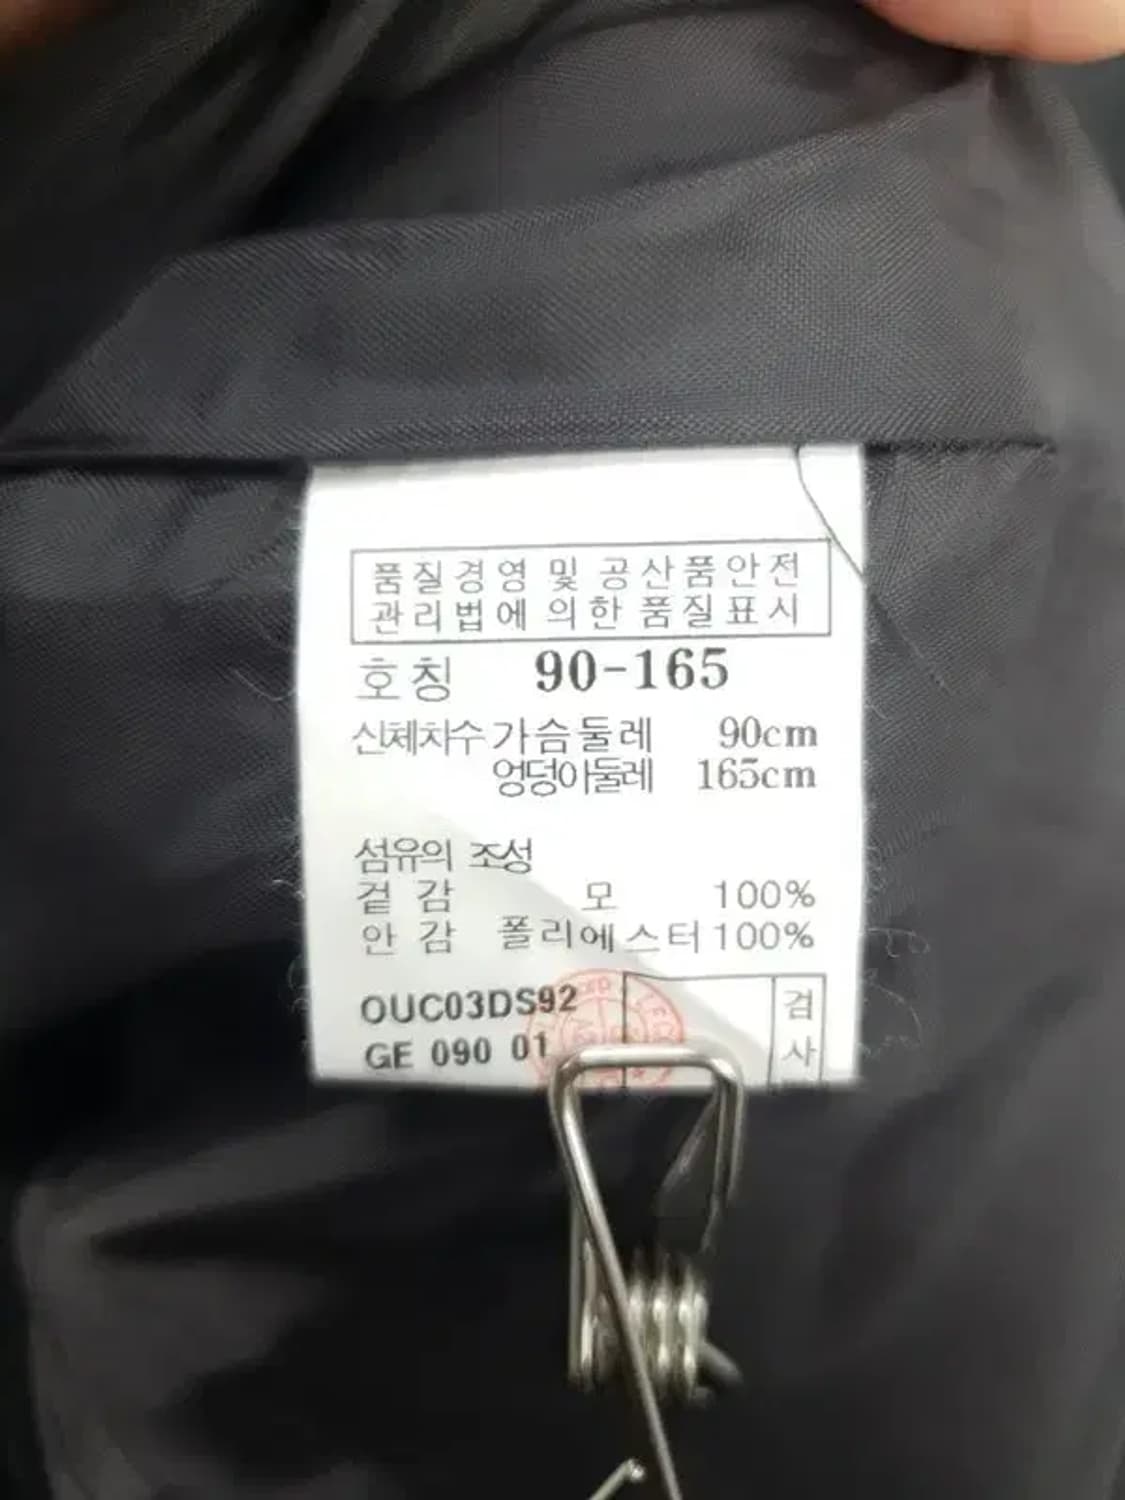 품질경영 및 공산품안전
관리법에 의한 품질표시
호칭 90-165
신체치수 가슴둘레 90cm
엉덩이둘레 165cm
섬유의 조성
겉감 모 100%
안감 폴리에스터 100%
OUC03DS92
GE 090 01
검
사